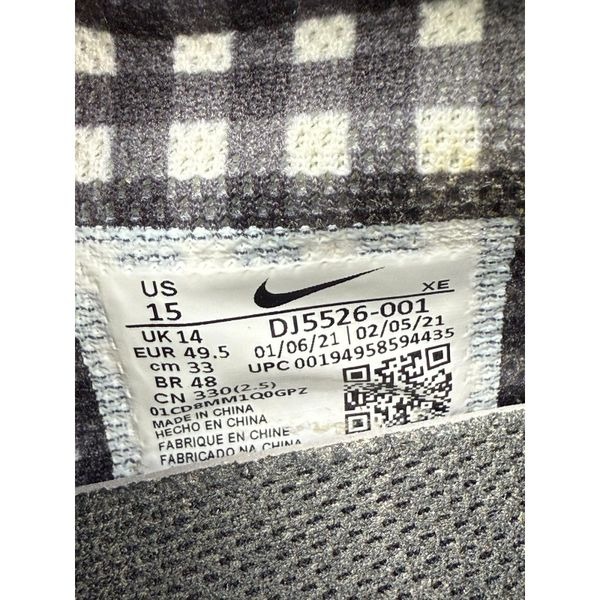 US
15
UK 14
EUR 49.5
cm 33
BR 48
CN 330(2.5)
01CD8MM1Q0GPZ
MADE IN CHINA
HECHO EN CHINA
FABRIQUE EN CHINE
FABRICADO NA CHINA
XE
DJ5526-001
01/06/21 | 02/05/21
UPC 00194958594435